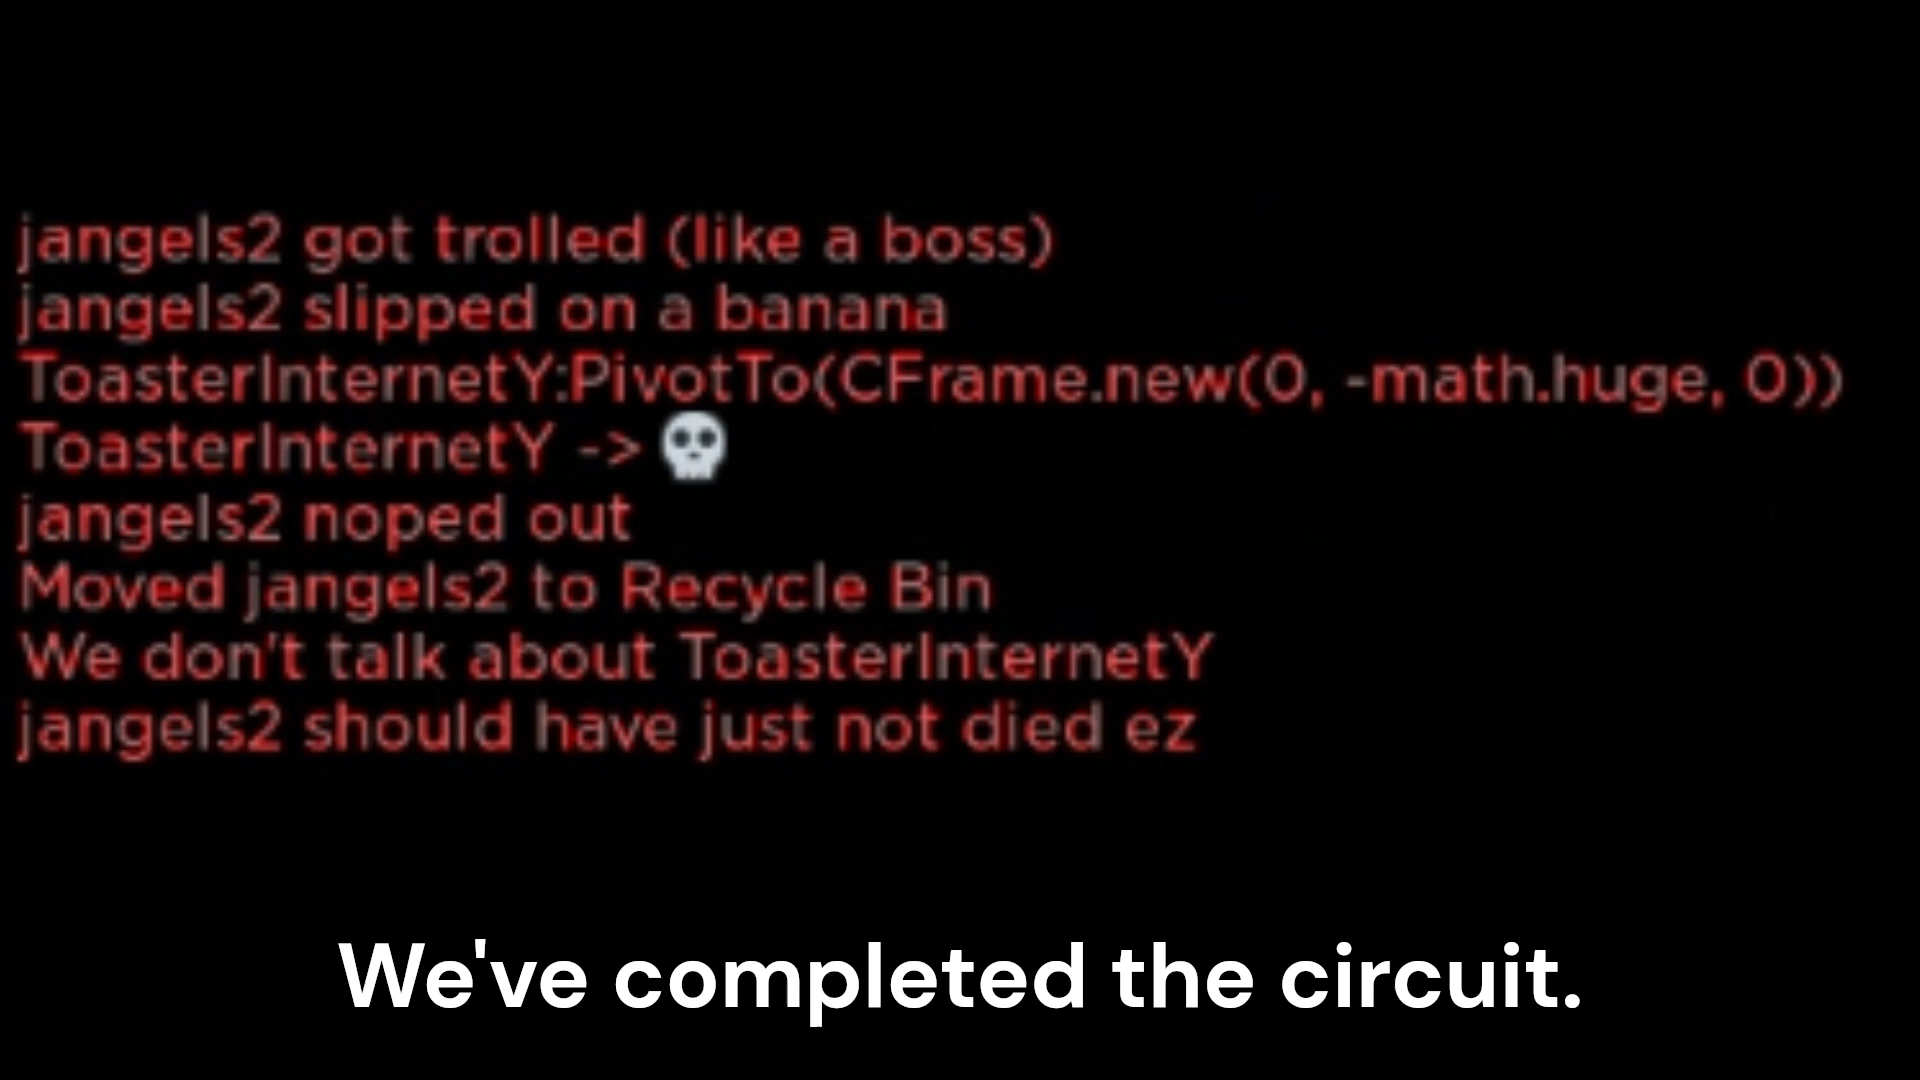 jangels2 got trolled (like a boss)
jangels2 slipped on a banana
ToasterInternetY:PivotTo(CFrame.new(0, -math.huge, 0))
ToasterInternetY -> 💀
jangels2 noped out
Moved jangels2 to Recycle Bin
We don't talk about ToasterInternetY
jangels2 should have just not died ez
We've completed the circuit.